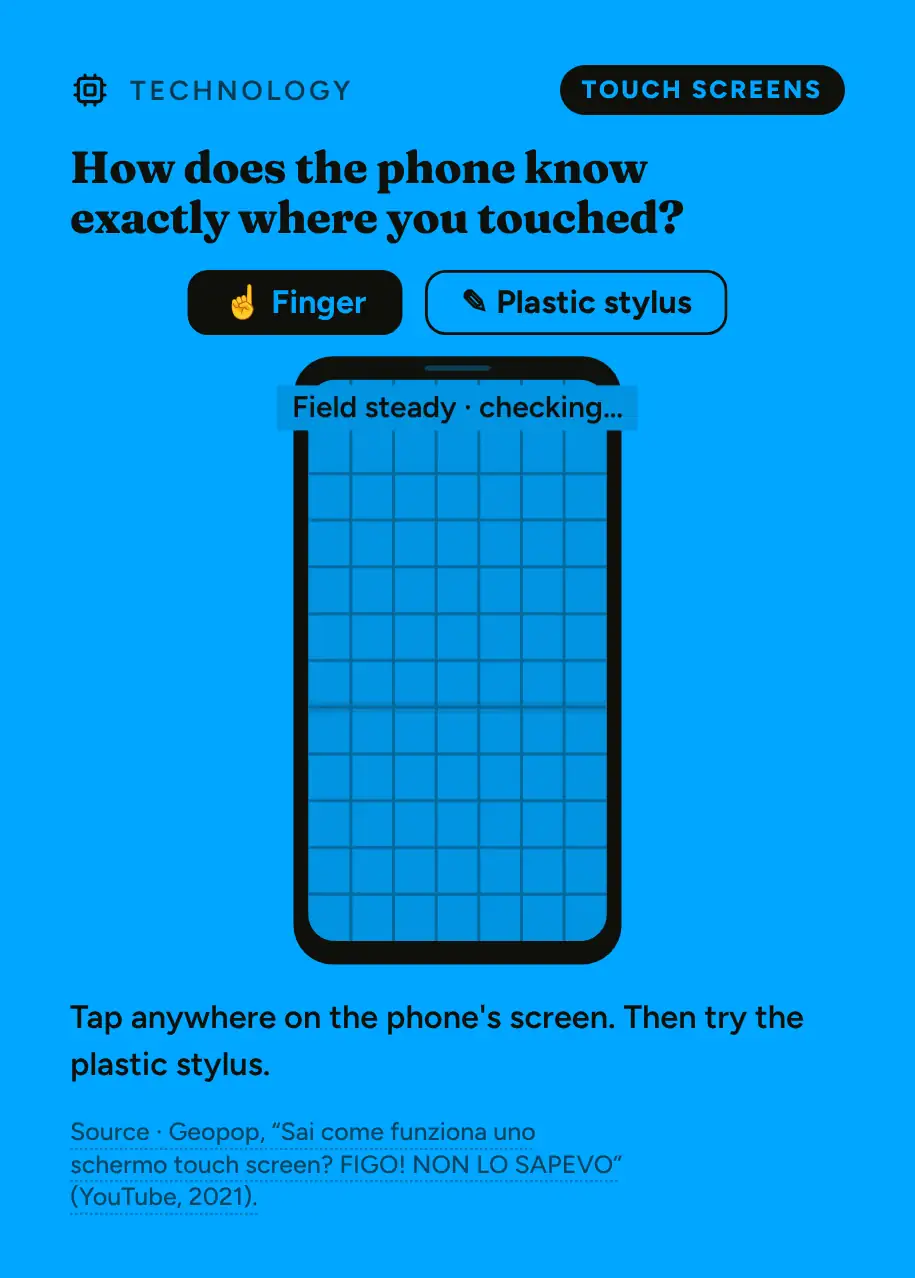 TECHNOLOGY
TOUCH SCREENS
How does the phone know
exactly where you touched?
☝️ Finger
✎ Plastic stylus
Field steady · checking…
Tap anywhere on the phone's screen. Then try the
plastic stylus.
Source · Geopop, “Sai come funziona uno
schermo touch screen? FIGO! NON LO SAPEVO”
(YouTube, 2021).